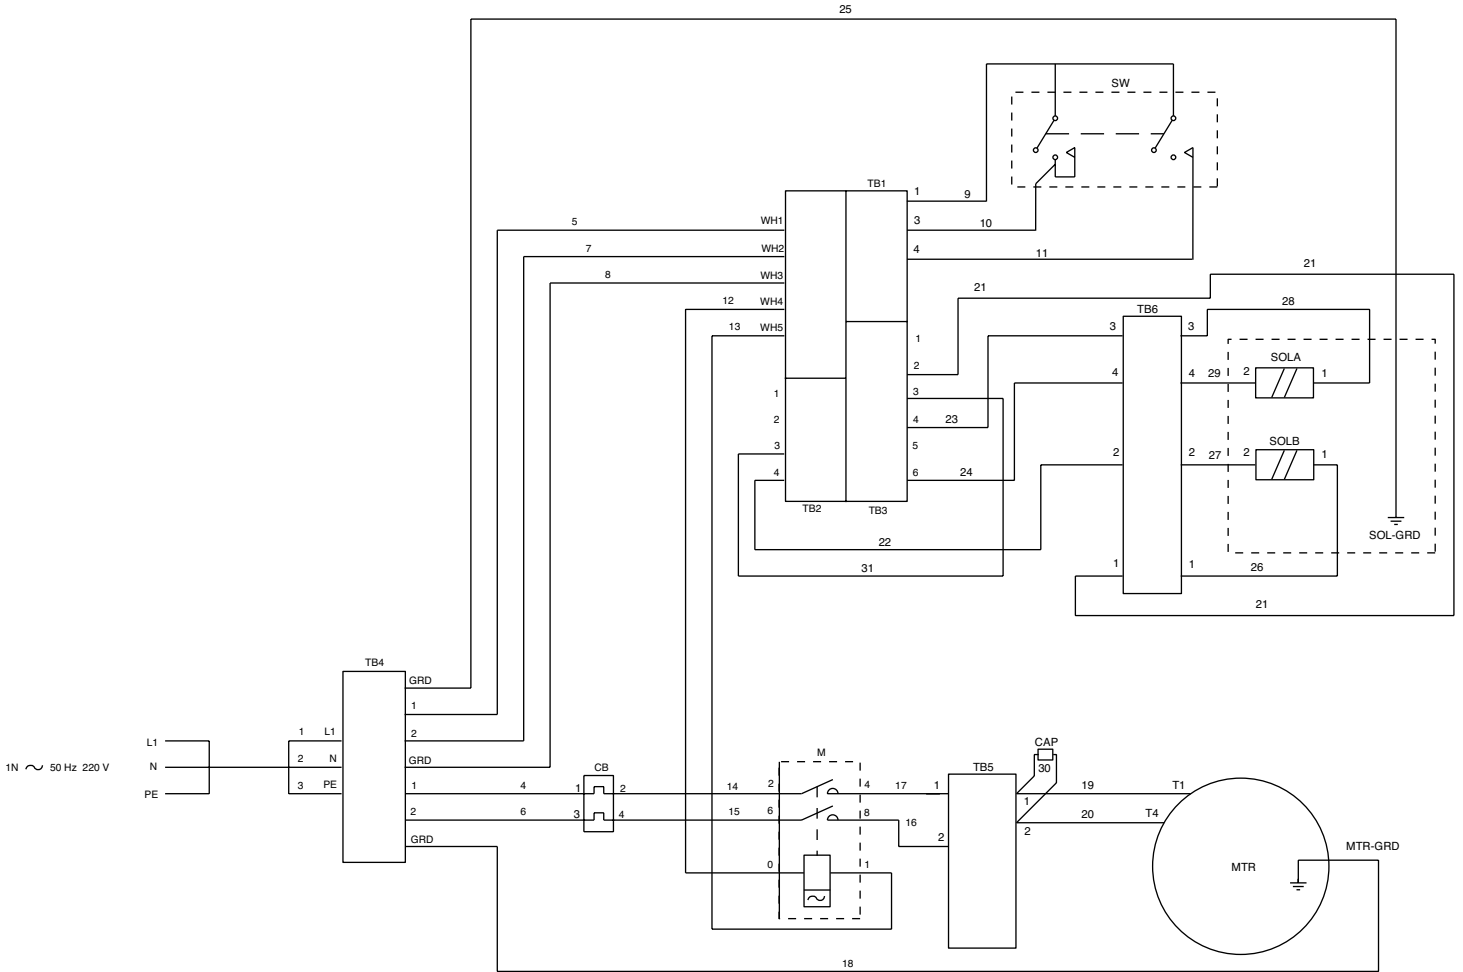 25
SW
TB1
1
9
WH1
3
10
5
WH2
4
11
7
WH3
21
8
21
12
WH4
28
TB6
13
WH5
3
3
1
SOLA
2
4
4
29
2
1
1
3
2
4
23
SOLB
3
5
2
2
27
2
1
4
6
24
TB2
TB3
SOL-GRD
22
31
1
1
26
21
TB4
GRD
1
1
L1
2
L1
1N
50 Hz 220 V
N
2
N
GRD
PE
3
PE
1
4
CB
1
2
14
M
2
4
17
1
TB5
CAP
30
1
19
T1
2
6
3
4
15
6
8
16
2
2
20
T4
GRD
MTR-GRD
0
1
MTR
18